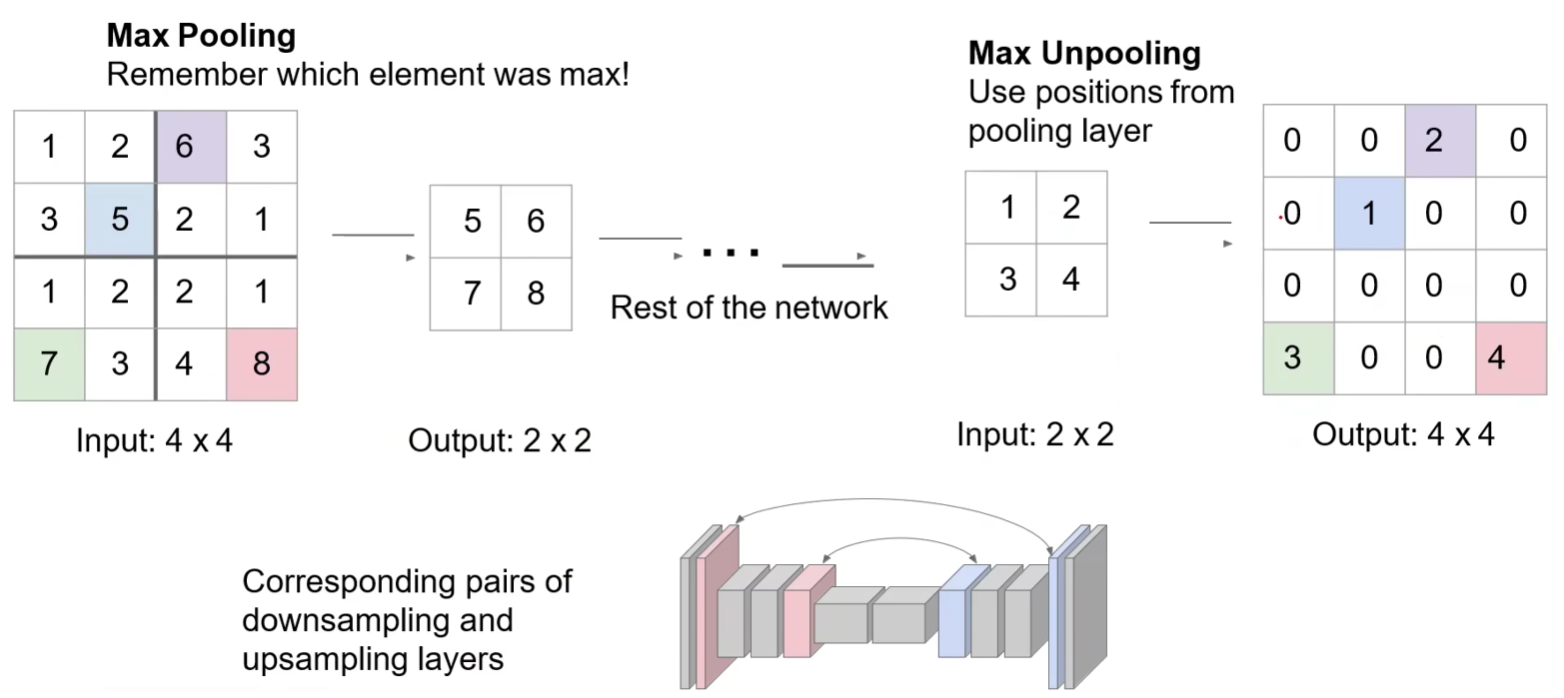 Max Pooling
Remember which element was max!
1 2 6 3
3 5 2 1
1 2 2 1
7 3 4 8
Input: 4 x 4
5 6
7 8
Output: 2 x 2
...
Rest of the network
Max Unpooling
Use positions from
pooling layer
1 2
3 4
Input: 2 x 2
0 0 2 0
0 1 0 0
0 0 0 0
3 0 0 4
Output: 4 x 4
Corresponding pairs of
downsampling and
upsampling layers